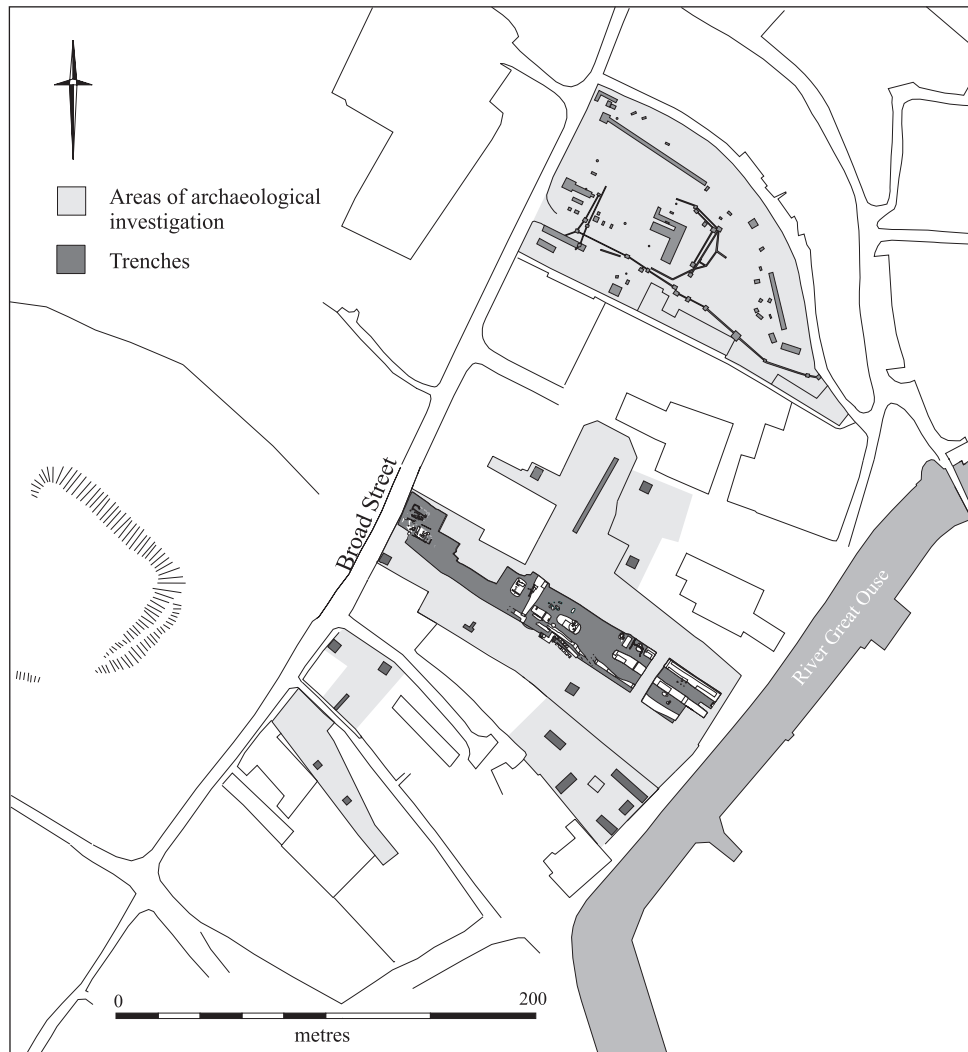 Areas of archaeological
investigation
Trenches
Broad Street
River Great Ouse
0
200
metres